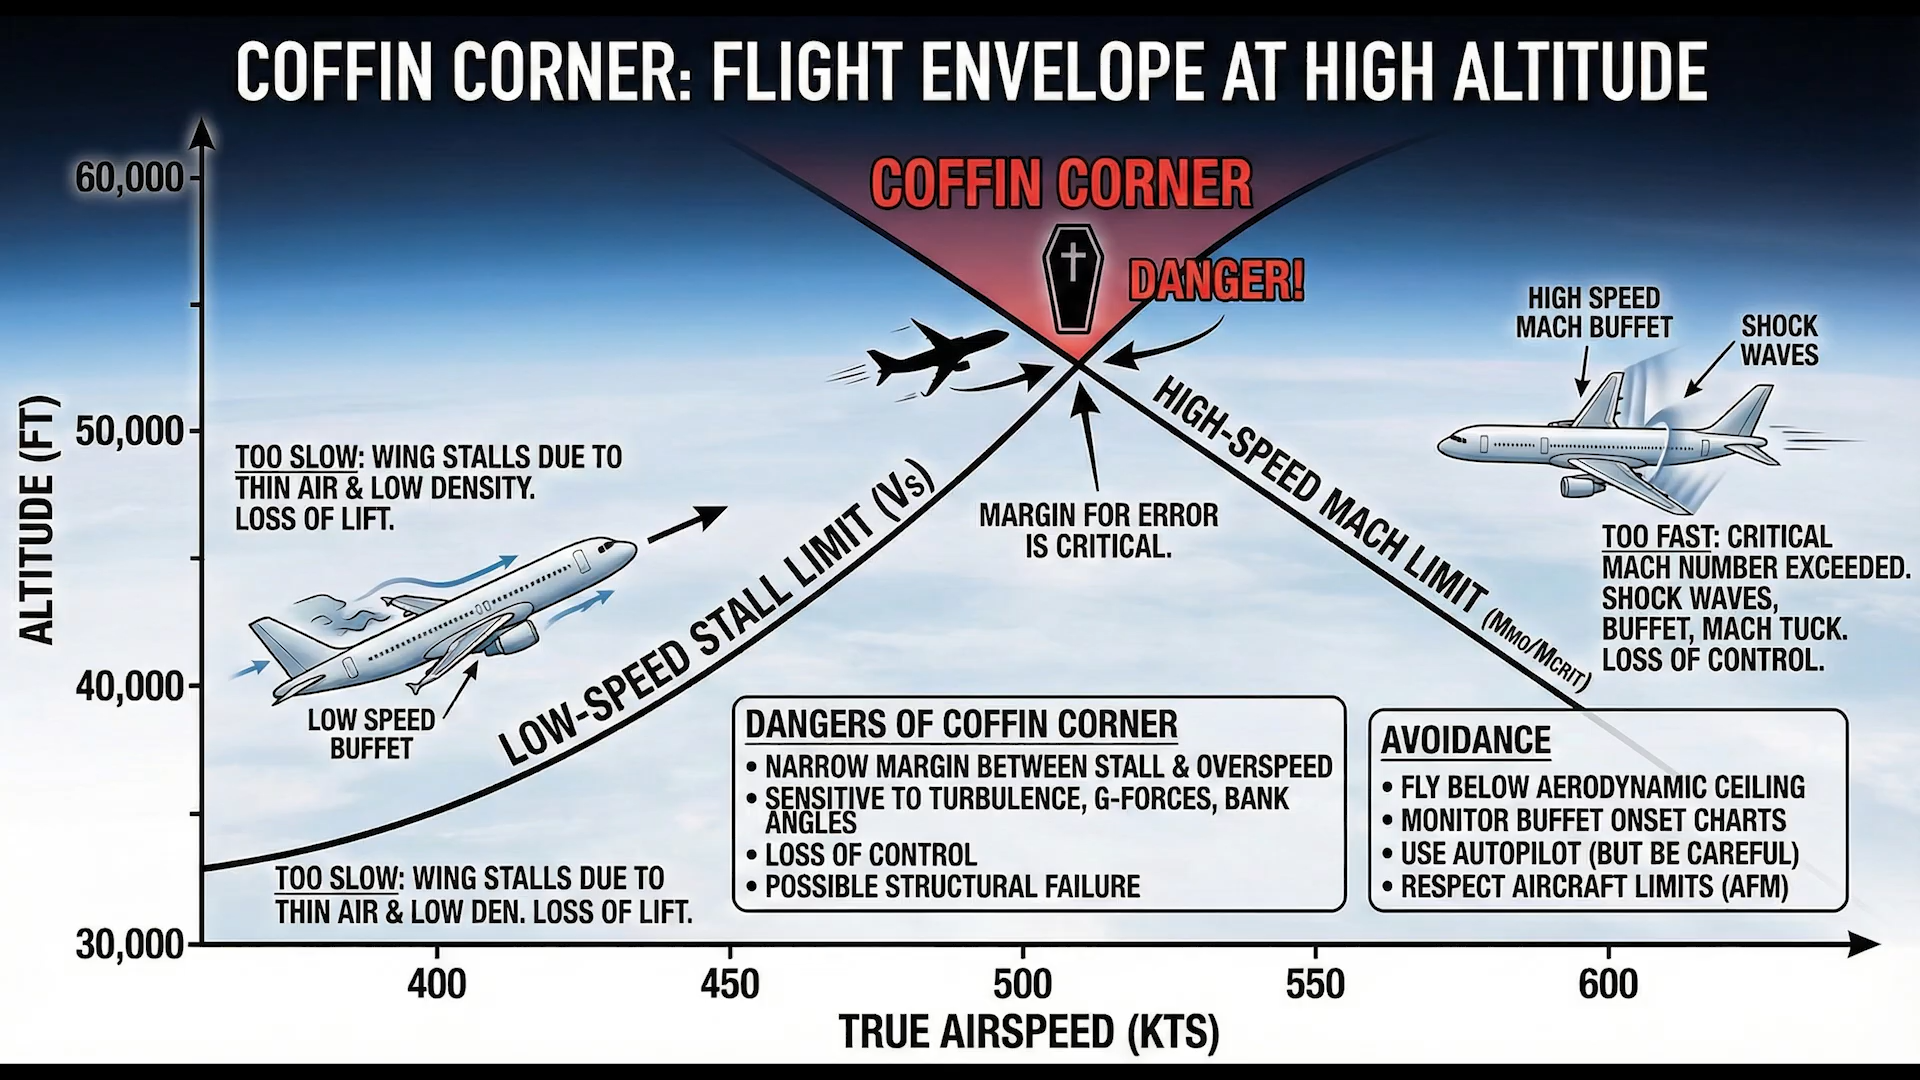 COFFIN CORNER: FLIGHT ENVELOPE AT HIGH ALTITUDE
60,000
50,000
40,000
30,000
ALTITUDE (FT)
COFFIN CORNER
DANGER!
HIGH SPEED
MACH BUFFET
SHOCK
WAVES
TOO SLOW: WING STALLS DUE TO
THIN AIR & LOW DENSITY.
LOSS OF LIFT.
LOW SPEED
BUFFET
LOW-SPEED STALL LIMIT (Vs)
MARGIN FOR ERROR
IS CRITICAL.
HIGH-SPEED MACH LIMIT (MMO/MCRIT)
TOO FAST: CRITICAL
MACH NUMBER EXCEEDED.
SHOCK WAVES,
BUFFET, MACH TUCK.
LOSS OF CONTROL.
TOO SLOW: WING STALLS DUE TO
THIN AIR & LOW DEN. LOSS OF LIFT.
DANGERS OF COFFIN CORNER
• NARROW MARGIN BETWEEN STALL & OVERSPEED
• SENSITIVE TO TURBULENCE, G-FORCES, BANK
ANGLES
• LOSS OF CONTROL
• POSSIBLE STRUCTURAL FAILURE
AVOIDANCE
• FLY BELOW AERODYNAMIC CEILING
• MONITOR BUFFET ONSET CHARTS
• USE AUTOPILOT (BUT BE CAREFUL)
• RESPECT AIRCRAFT LIMITS (AFM)
400
450
500
550
600
TRUE AIRSPEED (KTS)